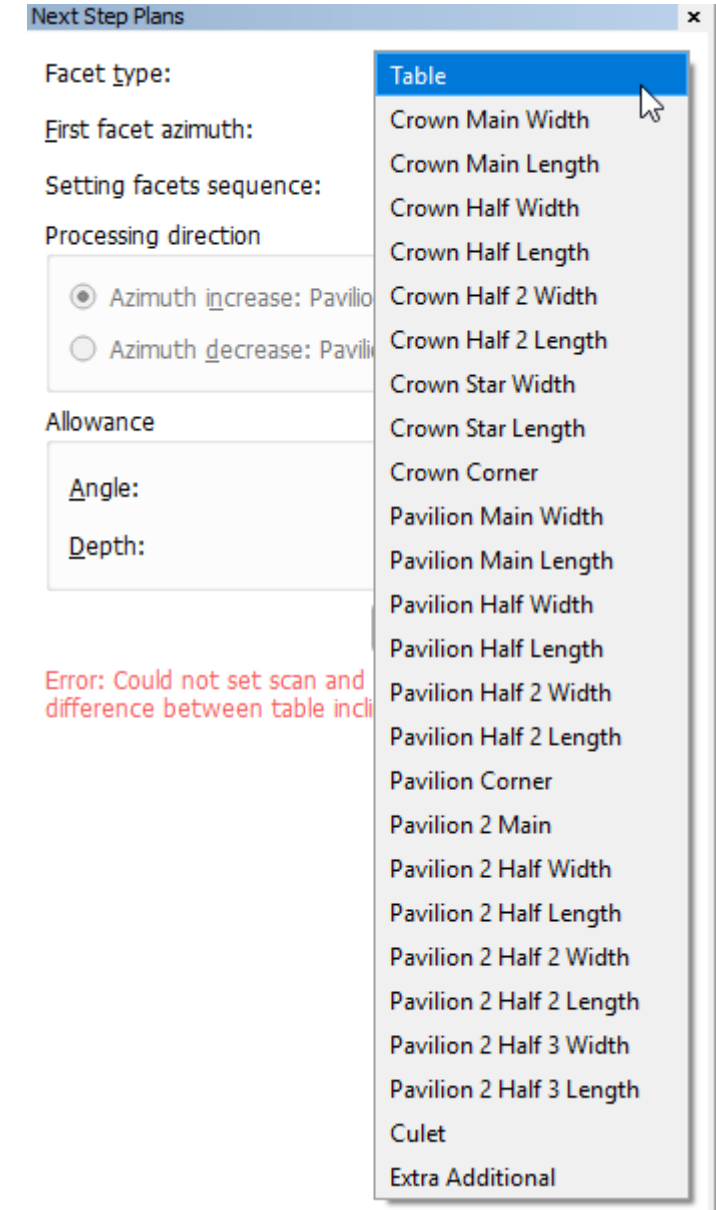 Next Step Plans
Facet type:
First facet azimuth:
Setting facets sequence:
Processing direction
Azimuth increase: Pavilio
Azimuth decrease: Pavili
Allowance
Angle:
Depth:
Error: Could not set scan and
difference between table incli
Table
Crown Main Width
Crown Main Length
Crown Half Width
Crown Half Length
Crown Half 2 Width
Crown Half 2 Length
Crown Star Width
Crown Star Length
Crown Corner
Pavilion Main Width
Pavilion Main Length
Pavilion Half Width
Pavilion Half Length
Pavilion Half 2 Width
Pavilion Half 2 Length
Pavilion Corner
Pavilion 2 Main
Pavilion 2 Half Width
Pavilion 2 Half Length
Pavilion 2 Half 2 Width
Pavilion 2 Half 2 Length
Pavilion 2 Half 3 Width
Pavilion 2 Half 3 Length
Culet
Extra Additional